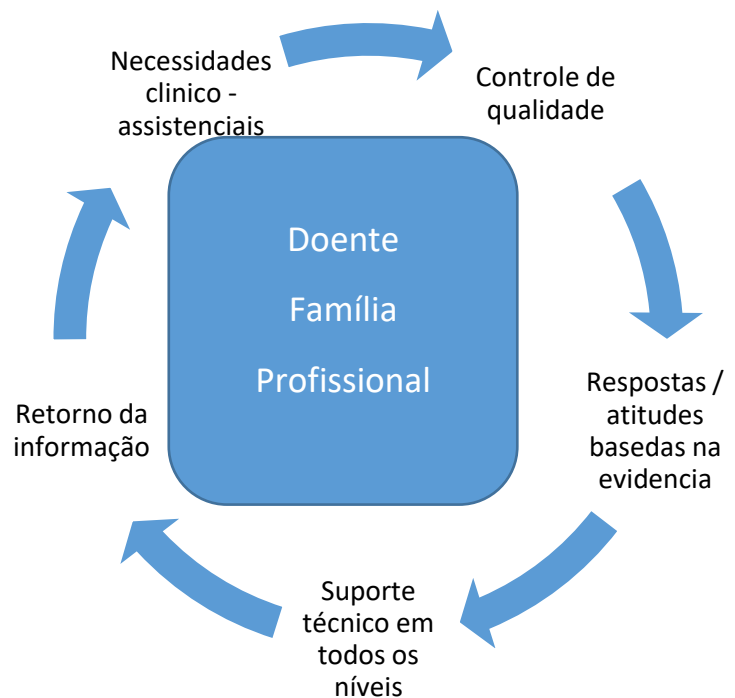 Necessidades
clinico -
assistenciais
Controle de
qualidade
Doente
Família
Profissional
Respostas /
atitudes
basedas na
evidencia
Suporte
técnico em
todos os
níveis
Retorno da
informação